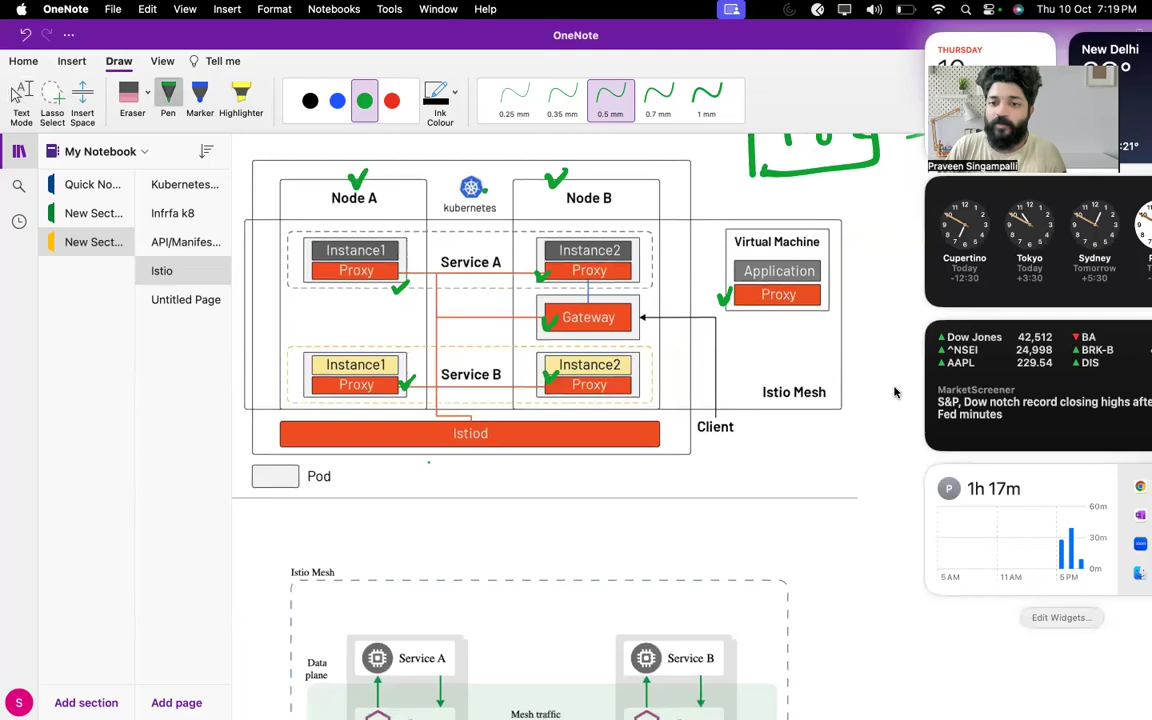 OneNote File Edit View Insert Format Notebooks Tools Window Help Thu 10 Oct 7:19 PM
OneNote
Home Insert Draw View Tell me
Text Mode Lasso Select Insert Space Eraser Pen Marker Highlighter Ink Colour 0.25 mm 0.35 mm 0.5 mm 0.7 mm 1 mm
My Notebook
Quick No...
New Sect...
New Sect...
Kubernetes...
Infrfa k8
API/Manifes...
Istio
Untitled Page
Add section Add page
S
Node A
kubernetes
Node B
Instance1
Proxy
Service A
Instance2
Proxy
Gateway
Instance1
Proxy
Service B
Instance2
Proxy
Istiod
Virtual Machine
Application
Proxy
Istio Mesh
Client
Pod
Istio Mesh
Service A
Service B
Data plane
Mesh traffic
THURSDAY
New Delhi
:21°
Praveen Singampalli
Cupertino
Today
-12:30
Tokyo
Today
+3:30
Sydney
Tomorrow
+5:30
Dow Jones 42,512
^NSEI 24,998
AAPL 229.54
BA
BRK-B
DIS
MarketScreener
S&P, Dow notch record closing highs afte
Fed minutes
P 1h 17m
60m
30m
0m
5 AM 11 AM 5 PM
Edit Widgets...